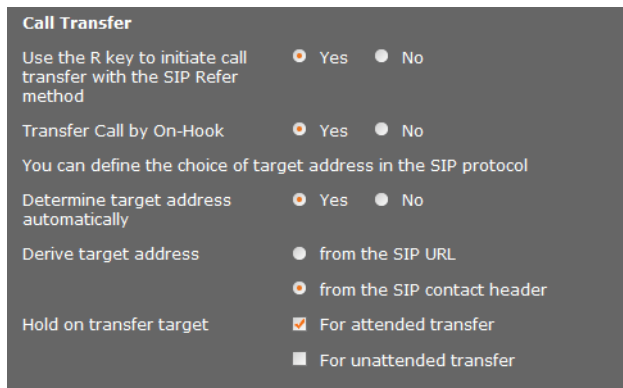 Call Transfer
Use the R key to initiate call Yes No
transfer with the SIP Refer
method
Transfer Call by On-Hook Yes No
You can define the choice of target address in the SIP protocol
Determine target address Yes No
automatically
Derive target address from the SIP URL
from the SIP contact header
Hold on transfer target For attended transfer
For unattended transfer